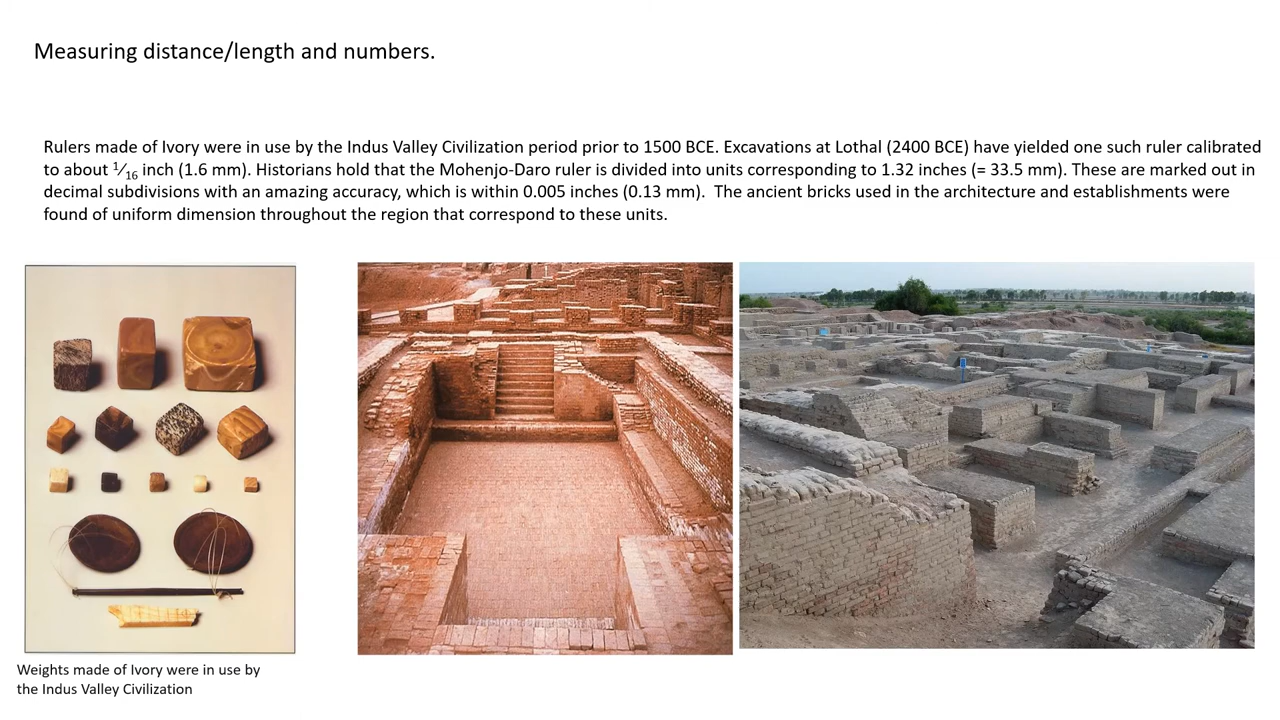 Measuring distance/length and numbers.
Rulers made of Ivory were in use by the Indus Valley Civilization period prior to 1500 BCE. Excavations at Lothal (2400 BCE) have yielded one such ruler calibrated
to about 1⁄16 inch (1.6 mm). Historians hold that the Mohenjo-Daro ruler is divided into units corresponding to 1.32 inches (= 33.5 mm). These are marked out in
decimal subdivisions with an amazing accuracy, which is within 0.005 inches (0.13 mm).  The ancient bricks used in the architecture and establishments were
found of uniform dimension throughout the region that correspond to these units.
Weights made of Ivory were in use by
the Indus Valley Civilization